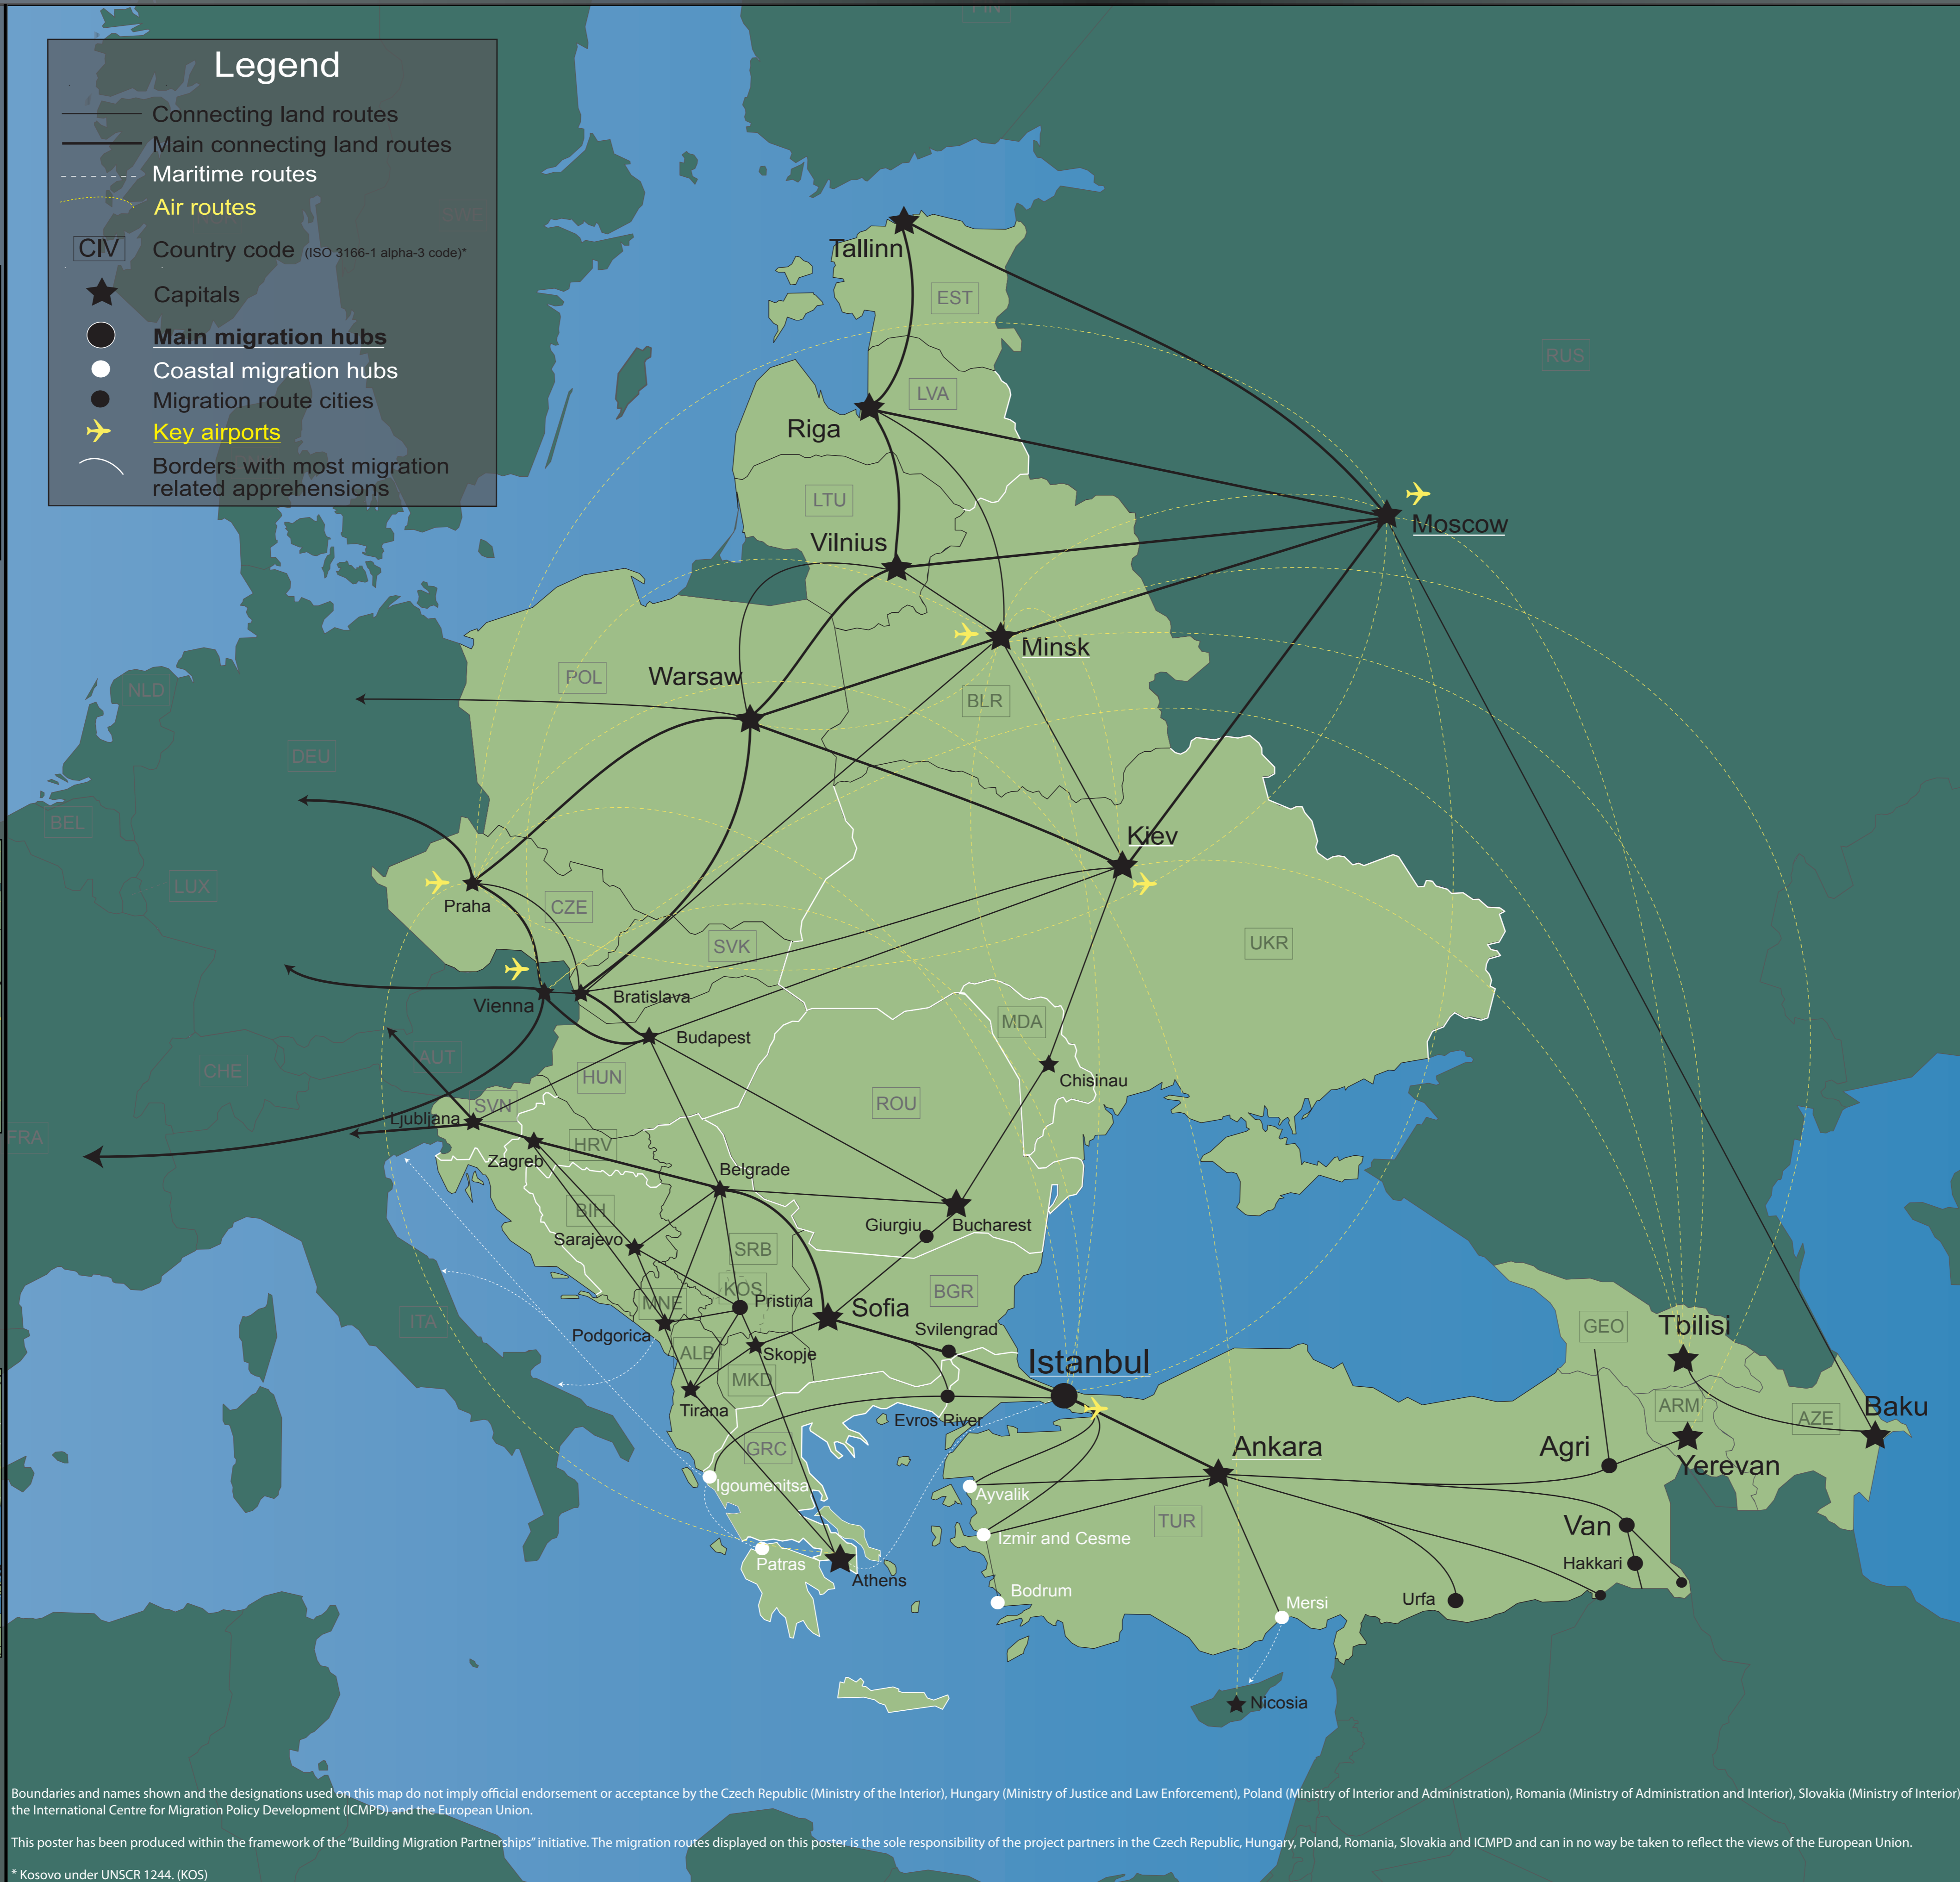 Legend
Connecting land routes
Main connecting land routes
Maritime routes
Air routes
CIV Country code (ISO 3166-1 alpha-3 code)*
Capitals
Main migration hubs
Coastal migration hubs
Migration route cities
Key airports
Borders with most migration
related apprehensions
FIN
SWE
Tallinn
EST
RUS
LVA
Riga
LTU
Moscow
Vilnius
Minsk
Warsaw
POL
NLD
BLR
DEU
BEL
Kiev
LUX
Praha
CZE
SVK
UKR
Vienna
Bratislava
MDA
Budapest
AUT
CHE
HUN
Chisinau
SVN
ROU
Ljubljana
FRA
HRV
Zagreb
Belgrade
BIH
Giurgiu
Bucharest
Sarajevo
SRB
KOS
BGR
MNE
Pristina
Sofia
ITA
Podgorica
Svilengrad
GEO
Tbilisi
ALB
Skopje
Istanbul
MKD
Tirana
Evros River
ARM
AZE
Baku
GRC
Ankara
Agri
Yerevan
Igoumenitsa
Ayvalik
TUR
Van
Izmir and Cesme
Patras
Hakkari
Athens
Bodrum
Mersi
Urfa
Nicosia
Boundaries and names shown and the designations used on this map do not imply official endorsement or acceptance by the Czech Republic (Ministry of the Interior), Hungary (Ministry of Justice and Law Enforcement), Poland (Ministry of Interior and Administration), Romania (Ministry of Administration and Interior), Slovakia (Ministry of Interior)
the International Centre for Migration Policy Development (ICMPD) and the European Union.
This poster has been produced within the framework of the "Building Migration Partnerships" initiative. The migration routes displayed on this poster is the sole responsibility of the project partners in the Czech Republic, Hungary, Poland, Romania, Slovakia and ICMPD and can in no way be taken to reflect the views of the European Union.
* Kosovo under UNSCR 1244. (KOS)